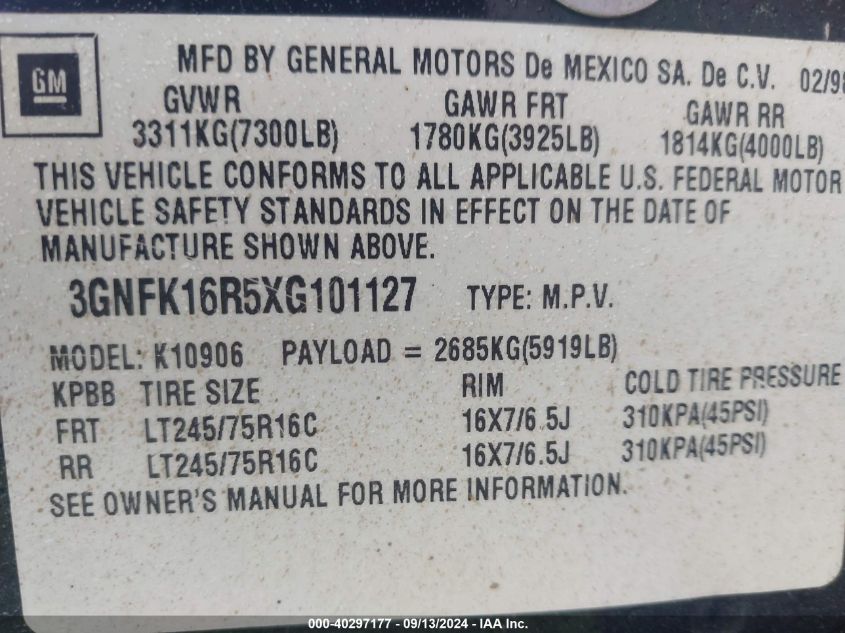 GM
MFD BY GENERAL MOTORS De MEXICO SA. De C.V. 02/98
GVWR GAWR FRT GAWR RR
3311KG(7300LB) 1780KG(3925LB) 1814KG(4000LB)
THIS VEHICLE CONFORMS TO ALL APPLICABLE U.S. FEDERAL MOTOR
VEHICLE SAFETY STANDARDS IN EFFECT ON THE DATE OF
MANUFACTURE SHOWN ABOVE.
3GNFK16R5XG101127 TYPE: M.P.V.
MODEL: K10906 PAYLOAD = 2685KG(5919LB)
KPBB TIRE SIZE RIM COLD TIRE PRESSURE
FRT LT245/75R16C 16X7/6.5J 310KPA(45PSI)
RR LT245/75R16C 16X7/6.5J 310KPA(45PSI)
SEE OWNER'S MANUAL FOR MORE INFORMATION.
000-40297177 - 09/13/2024 - IAA Inc.